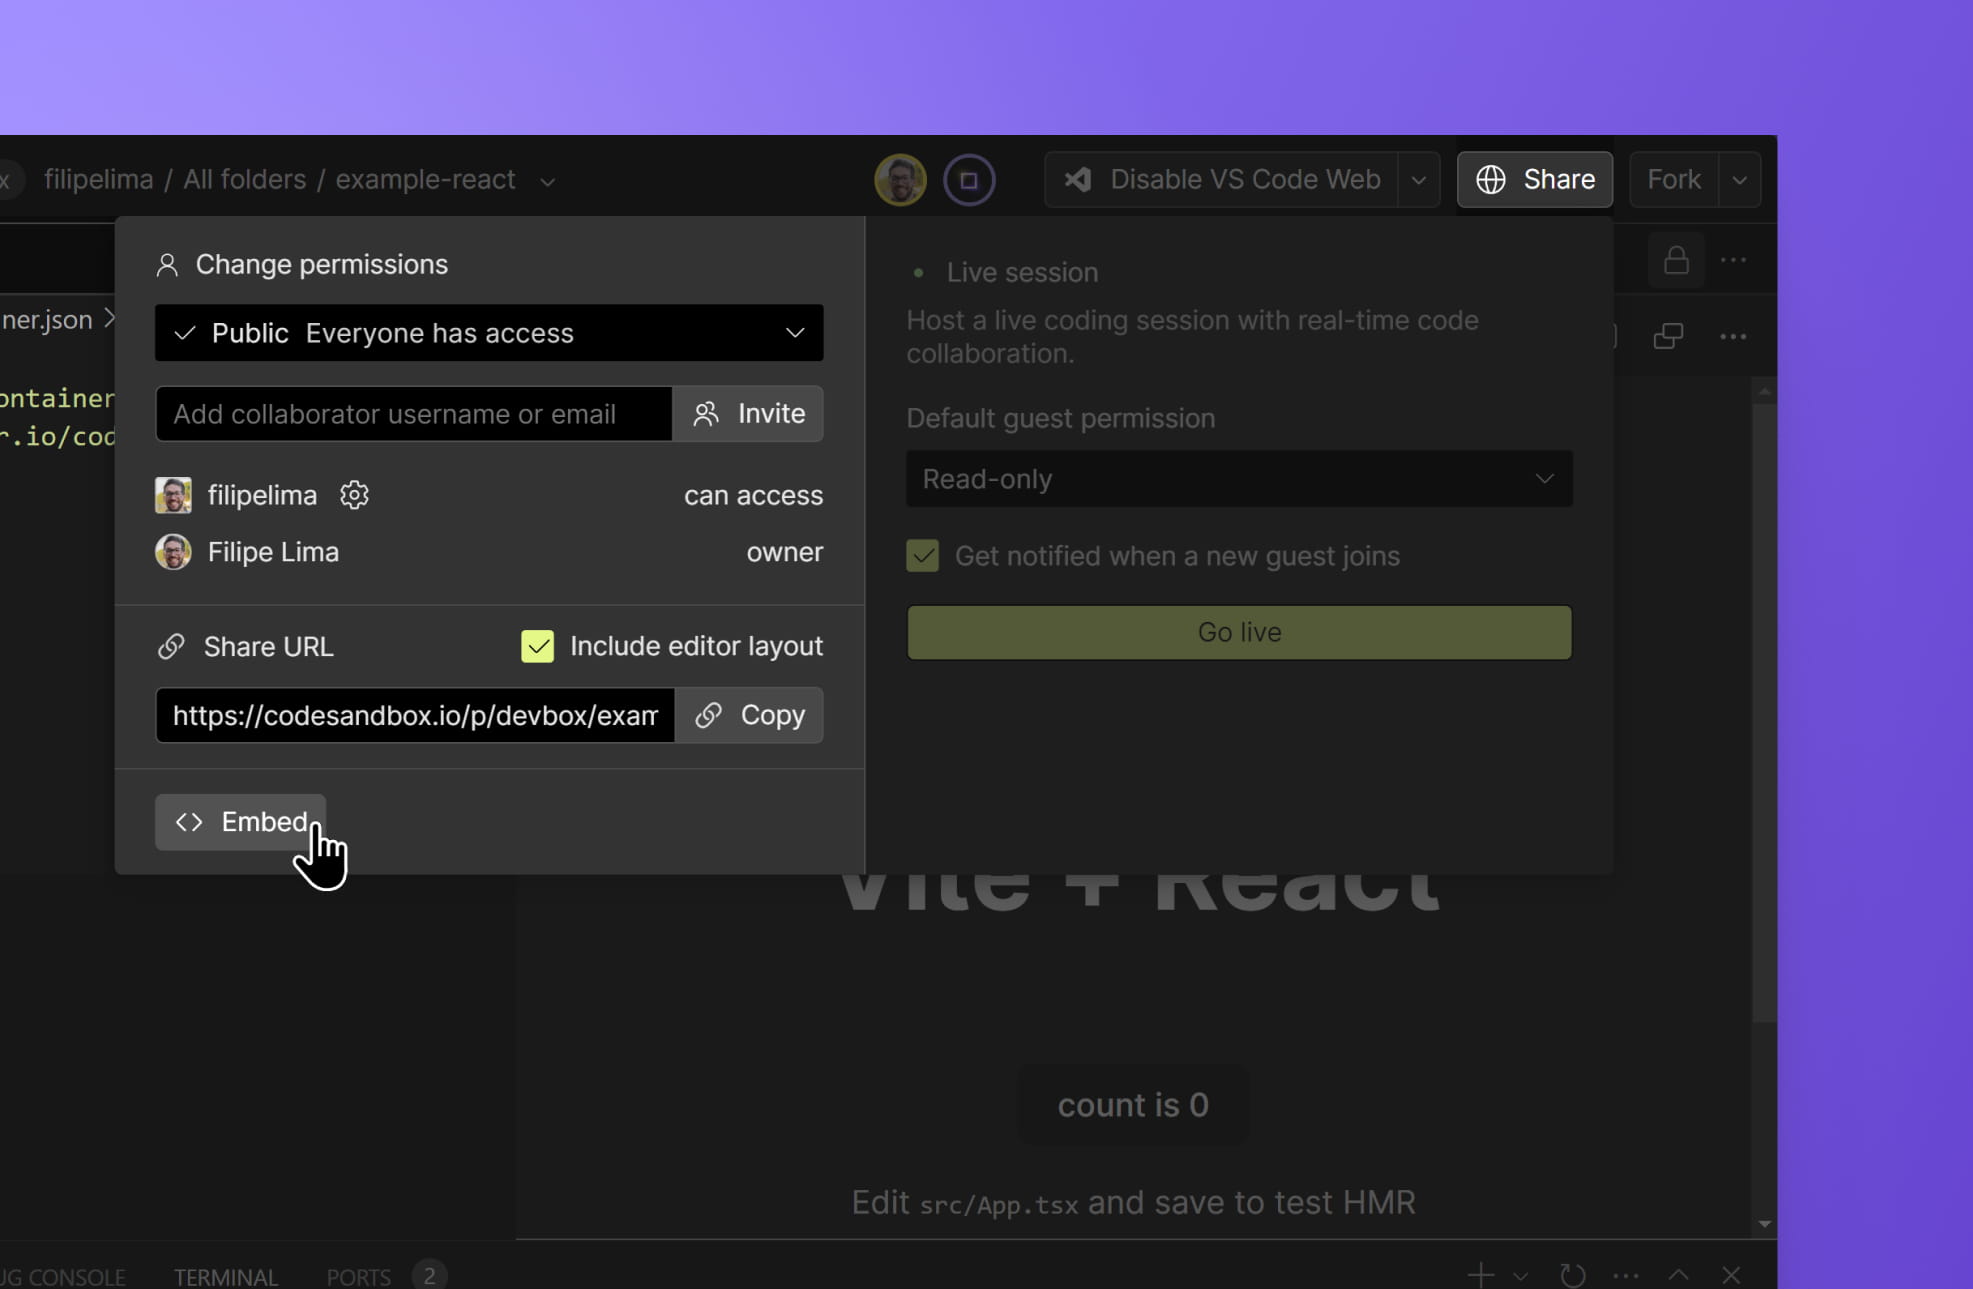 x filipelima / All folders / example-react
Disable VS Code Web
Share
Fork
Change permissions
Public Everyone has access
Add collaborator username or email
Invite
filipelima
can access
Filipe Lima
owner
Share URL
Include editor layout
https://codesandbox.io/p/devbox/exam
Copy
Embed
Live session
Host a live coding session with real-time code
collaboration.
Default guest permission
Read-only
Get notified when a new guest joins
Go live
ner.json >
ontainer
r.io/cod
Vite + React
count is 0
Edit src/App.tsx and save to test HMR
UG CONSOLE
TERMINAL
PORTS 2